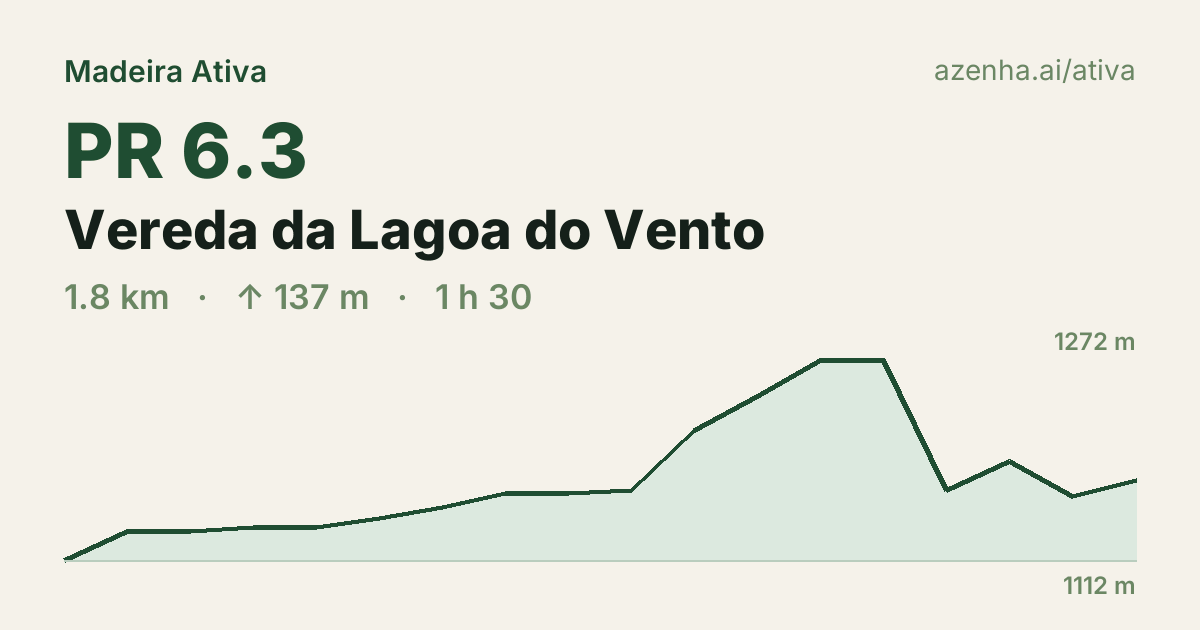 Madeira Ativa
azenha.ai/ativa
PR 6.3
Vereda da Lagoa do Vento
1.8 km · ↑ 137 m · 1 h 30
1272 m
1112 m